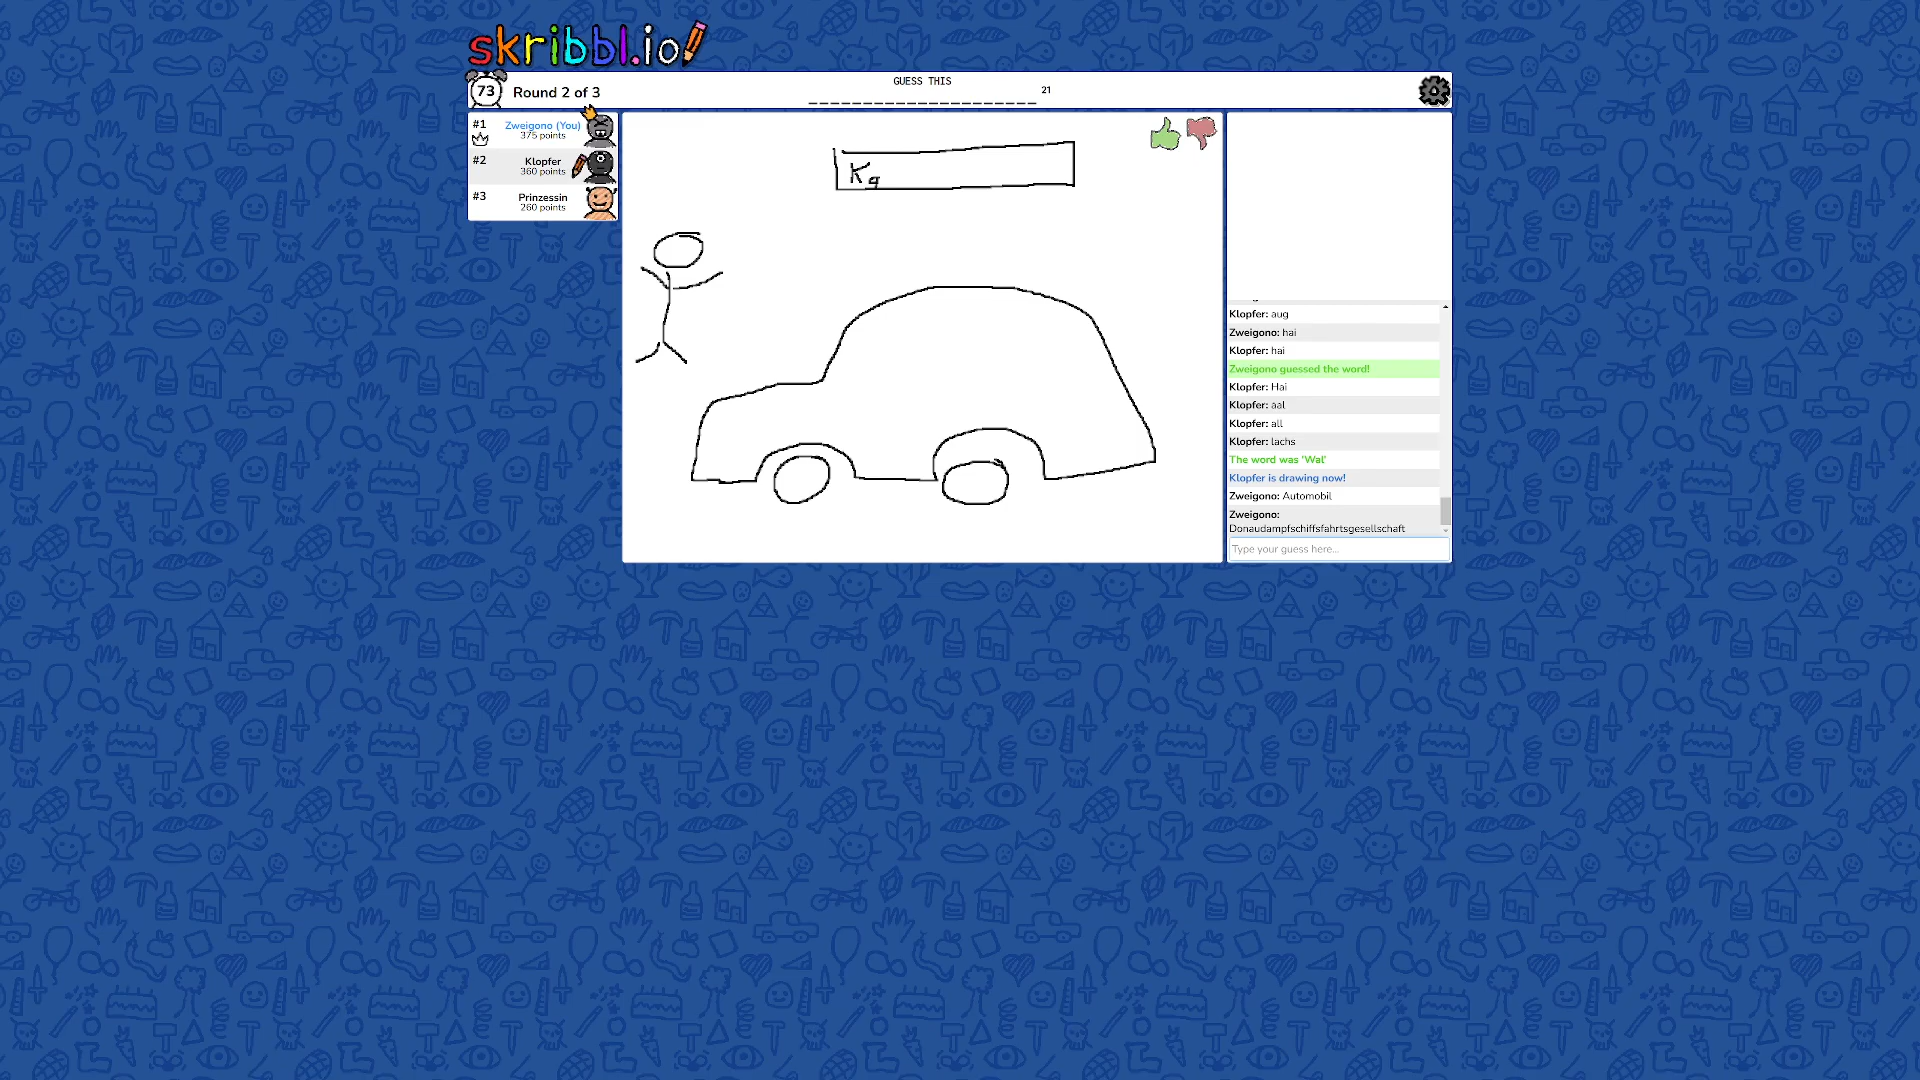 skribbl.io
73
Round 2 of 3
GUESS THIS
_______________________ 21
#1
Zweigono (You)
375 points
#2
Klopfer
360 points
#3
Prinzessin
260 points
Kg
Klopfer: aug
Zweigono: hai
Klopfer: hai
Zweigono guessed the word!
Klopfer: Hai
Klopfer: aal
Klopfer: all
Klopfer: lachs
The word was 'Wal'
Klopfer is drawing now!
Zweigono: Automobil
Zweigono:
Donaudampfschiffsfahrtsgesellschaft
Type your guess here...